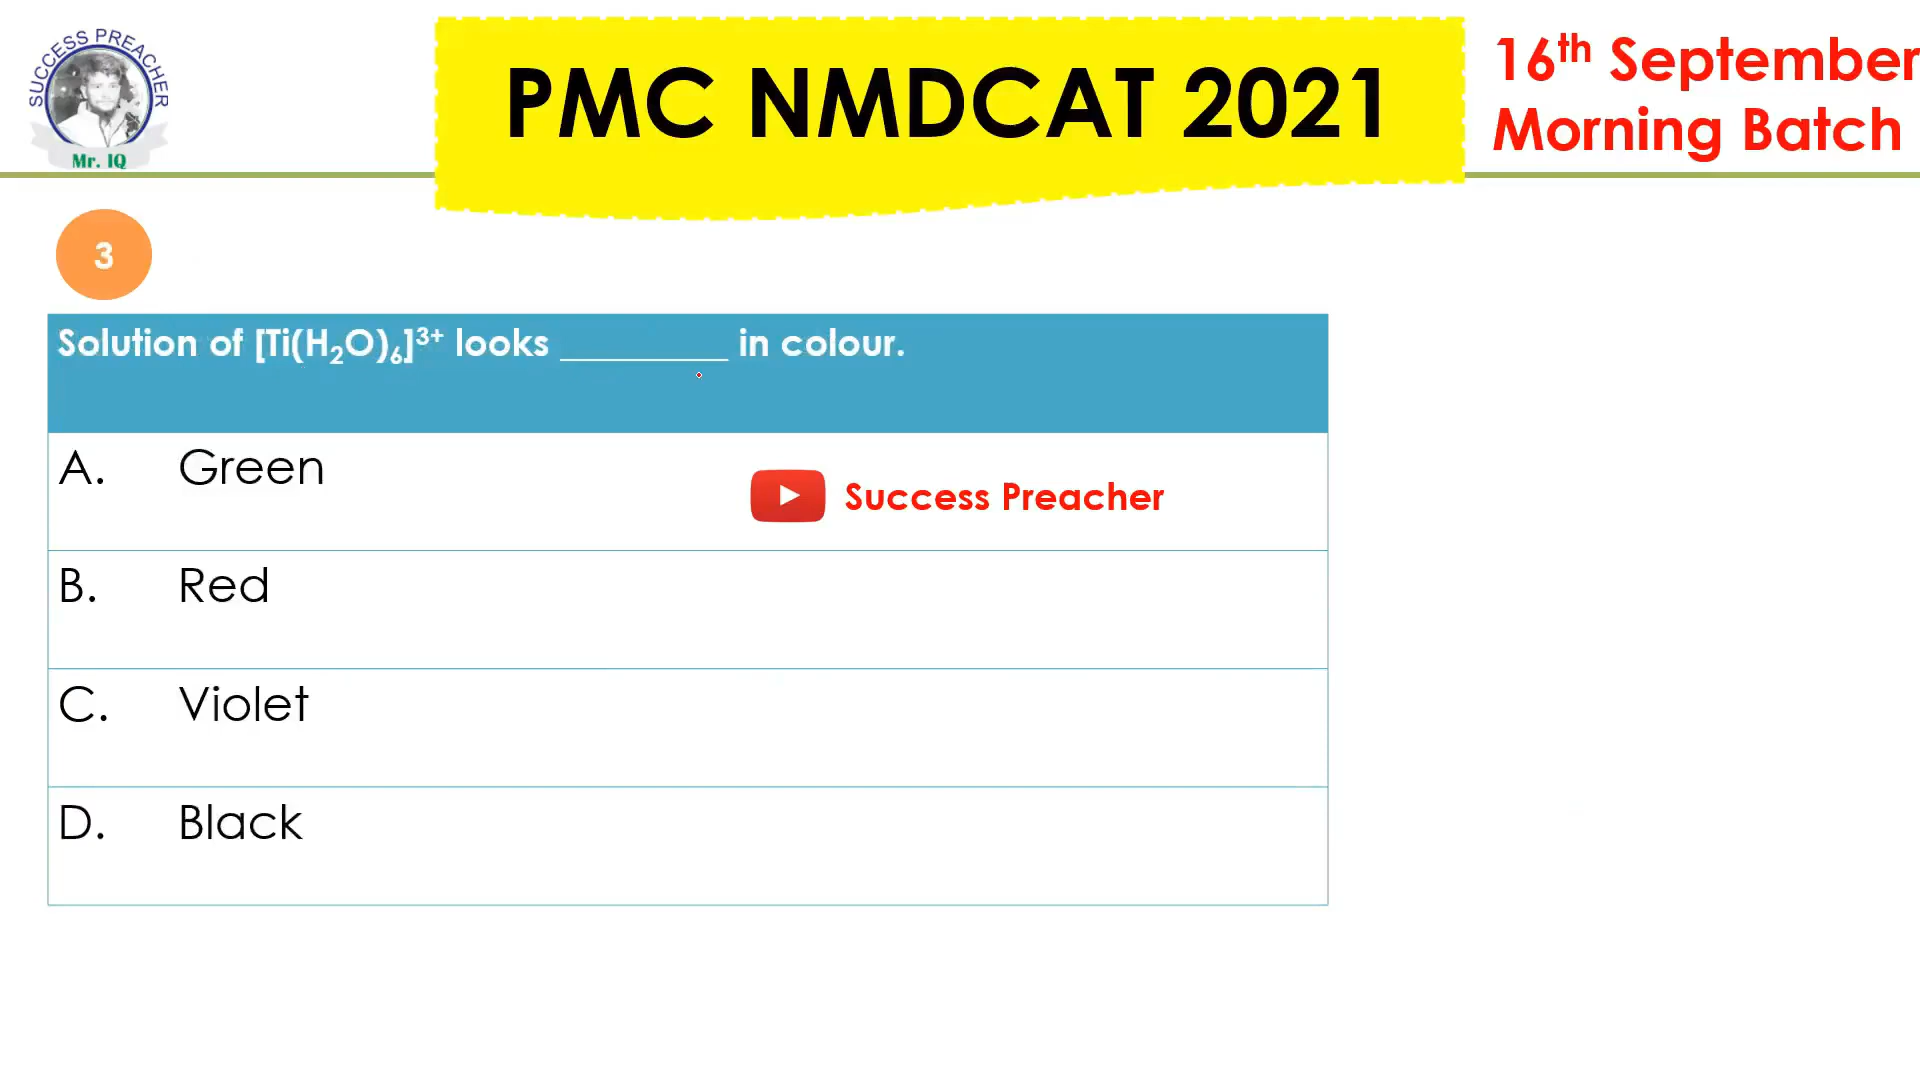 SUCCESS PREACHER
Mr. IQ
PMC NMDCAT 2021
16th September
Morning Batch
3
Solution of [Ti(H₂O)₆]³⁺ looks _________ in colour.
A. Green
Success Preacher
B. Red
C. Violet
D. Black